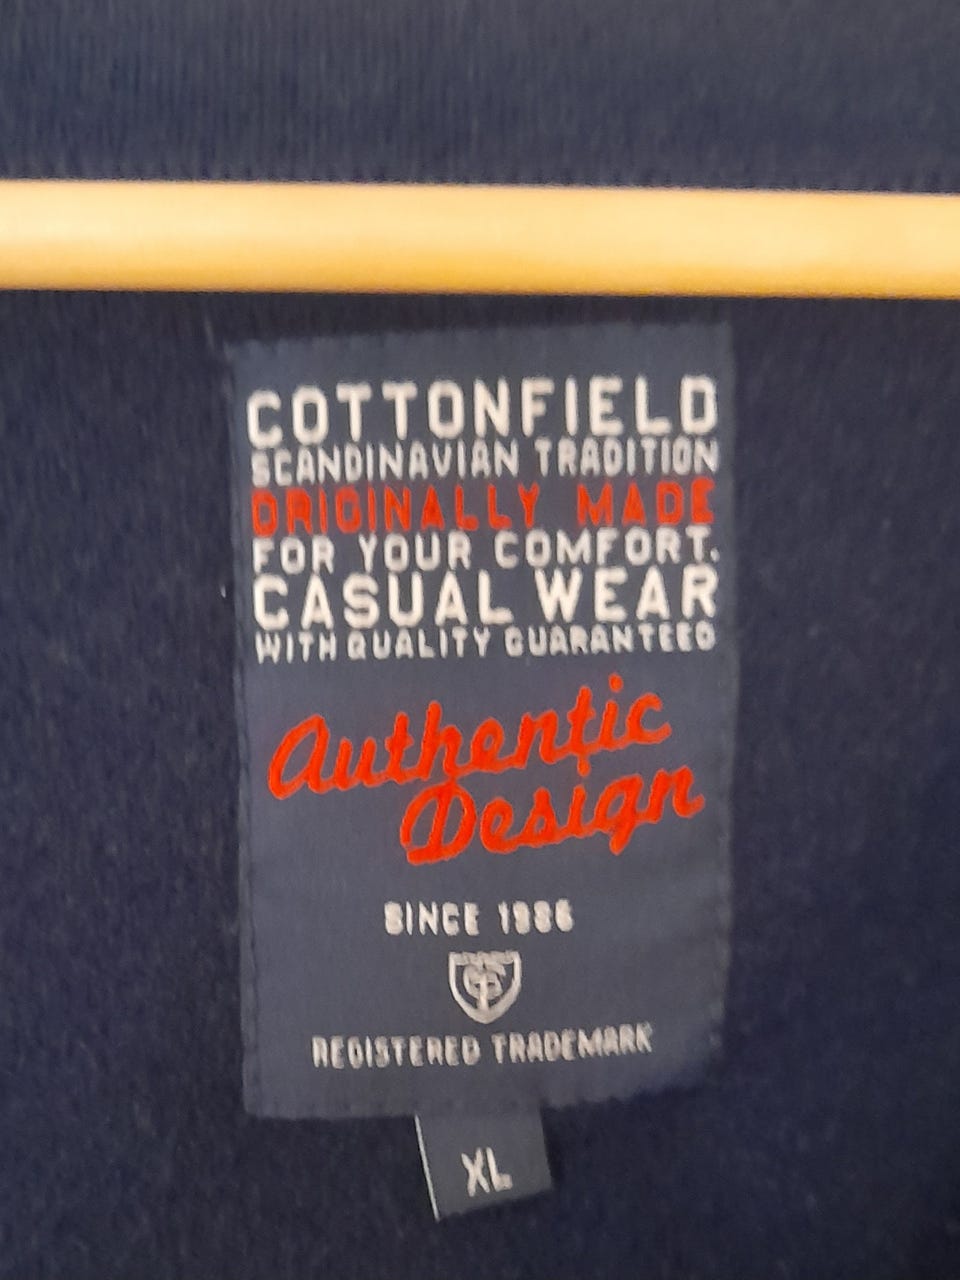 COTTONFIELD
SCANDINAVIAN TRADITION
ORIGINALLY MADE
FOR YOUR COMFORT.
CASUAL WEAR
WITH QUALITY GUARANTEED
Authentic
Design
SINCE 1986
REGISTERED TRADEMARK
XL